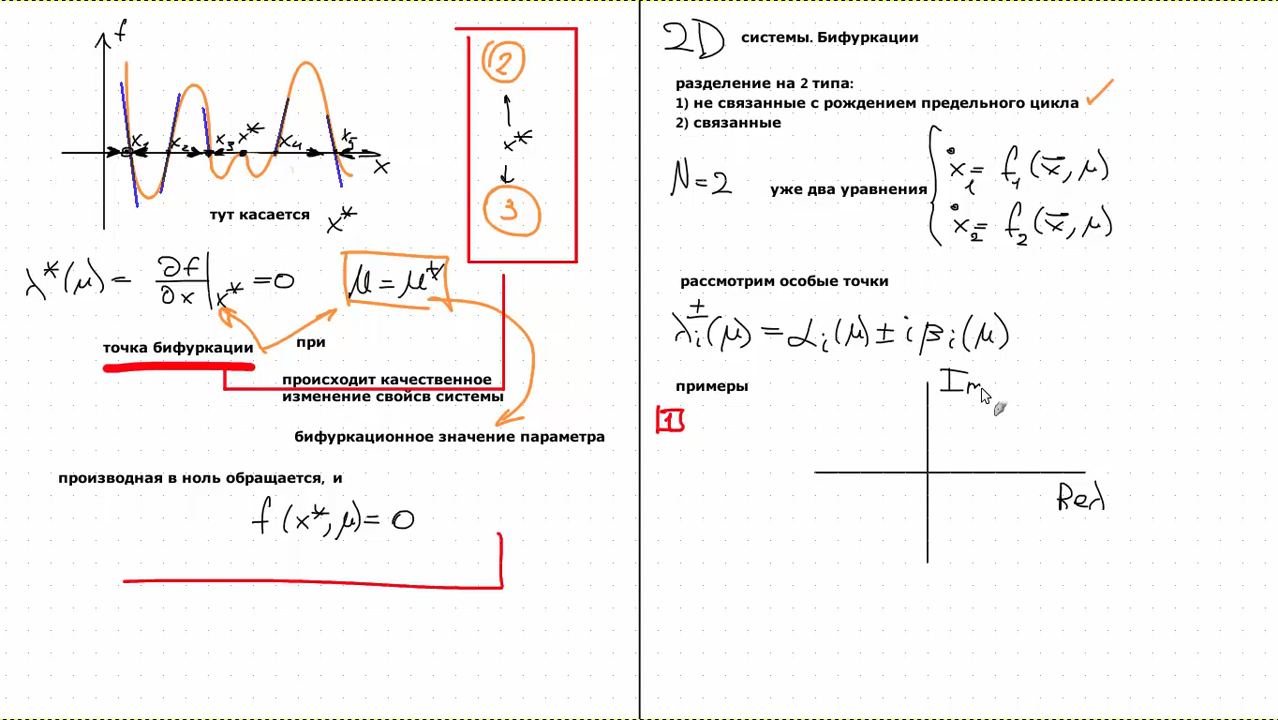 f
x₁ x₂ x₃ x* x₄ x₅
x
тут касается x*
2
x*
3
λ*(μ) = ∂f/∂x|x* = 0
μ = μ*
точка бифуркации
при
происходит качественное
изменение свойсв системы
бифуркационное значение параметра
производная в ноль обращается, и
f(x*, μ) = 0
2D системы. Бифуркации
разделение на 2 типа:
1) не связанные с рождением предельного цикла
2) связанные
N=2 уже два уравнения
ẋ₁ = f₁(x̄, μ)
ẋ₂ = f₂(x̄, μ)
рассмотрим особые точки
λᵢ±(μ) = αᵢ(μ) ± iβᵢ(μ)
примеры
1
Im
Reλ